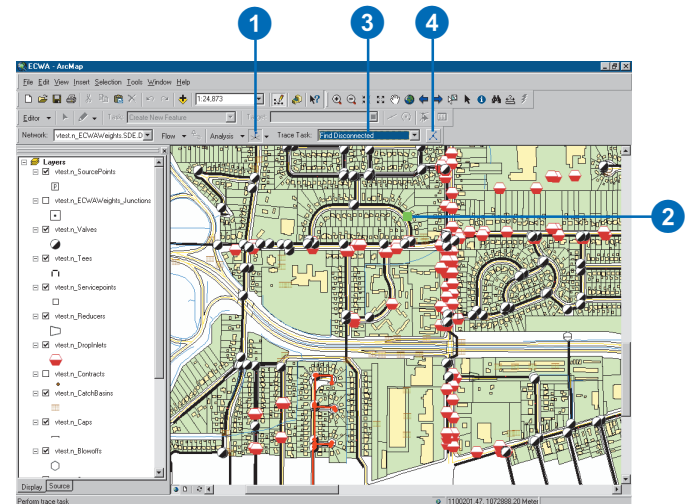 1 3 4
ECWA - ArcMap
File Edit View Insert Selection Tools Window Help
1:24,873
Editor Task: Create New Feature Target:
Network: vtest.n_ECWAWeights.SDE.D Flow Analysis Trace Task: Find Disconnected
Layers
vtest.n_SourcePoints
P
vtest.n_ECWAWeights_Junctions
vtest.n_Valves
vtest.n_Tees
vtest.n_Servicepoints
vtest.n_Reducers
vtest.n_DropInlets
vtest.n_Contracts
vtest.n_CatchBasins
vtest.n_Caps
vtest.n_Blowoffs
2
Display Source
Perform trace task
1100201.47, 1072888.20 Meter